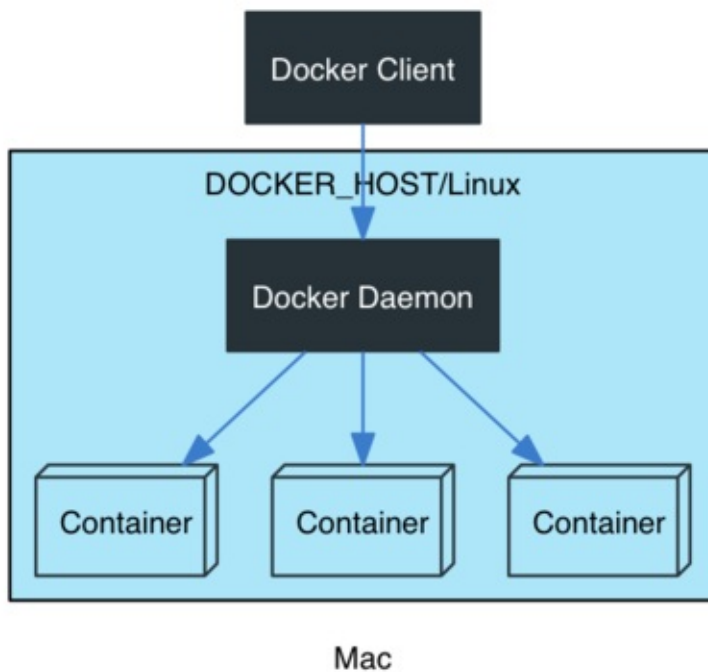 Docker Client
DOCKER_HOST/Linux
Docker Daemon
Container
Container
Container
Mac